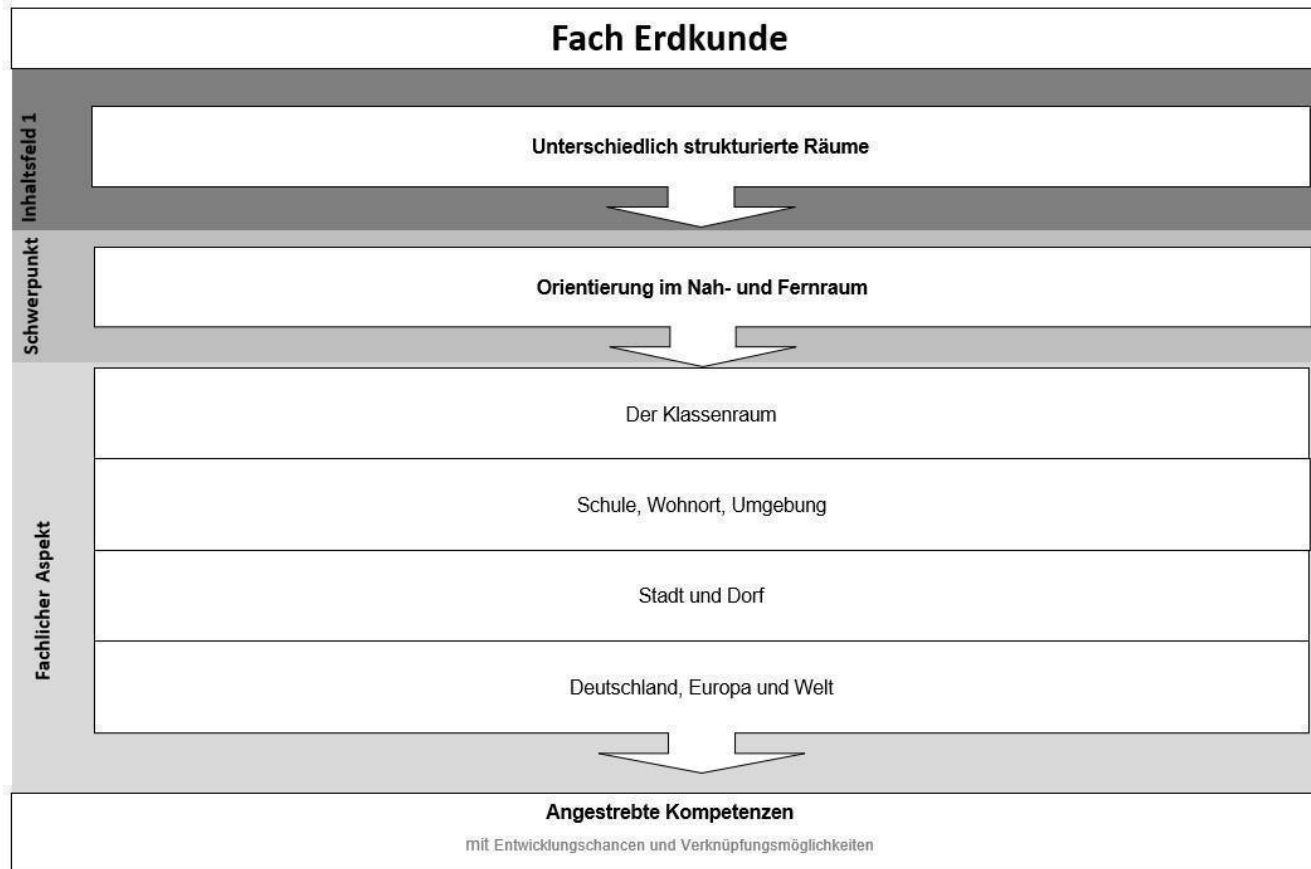 Fach Erdkunde
Inhaltsfeld 1
Unterschiedlich strukturierte Räume
Schwerpunkt
Orientierung im Nah- und Fernraum
Fachlicher Aspekt
Der Klassenraum
Schule, Wohnort, Umgebung
Stadt und Dorf
Deutschland, Europa und Welt
Angestrebte Kompetenzen
mit Entwicklungschancen und Verknüpfungsmöglichkeiten